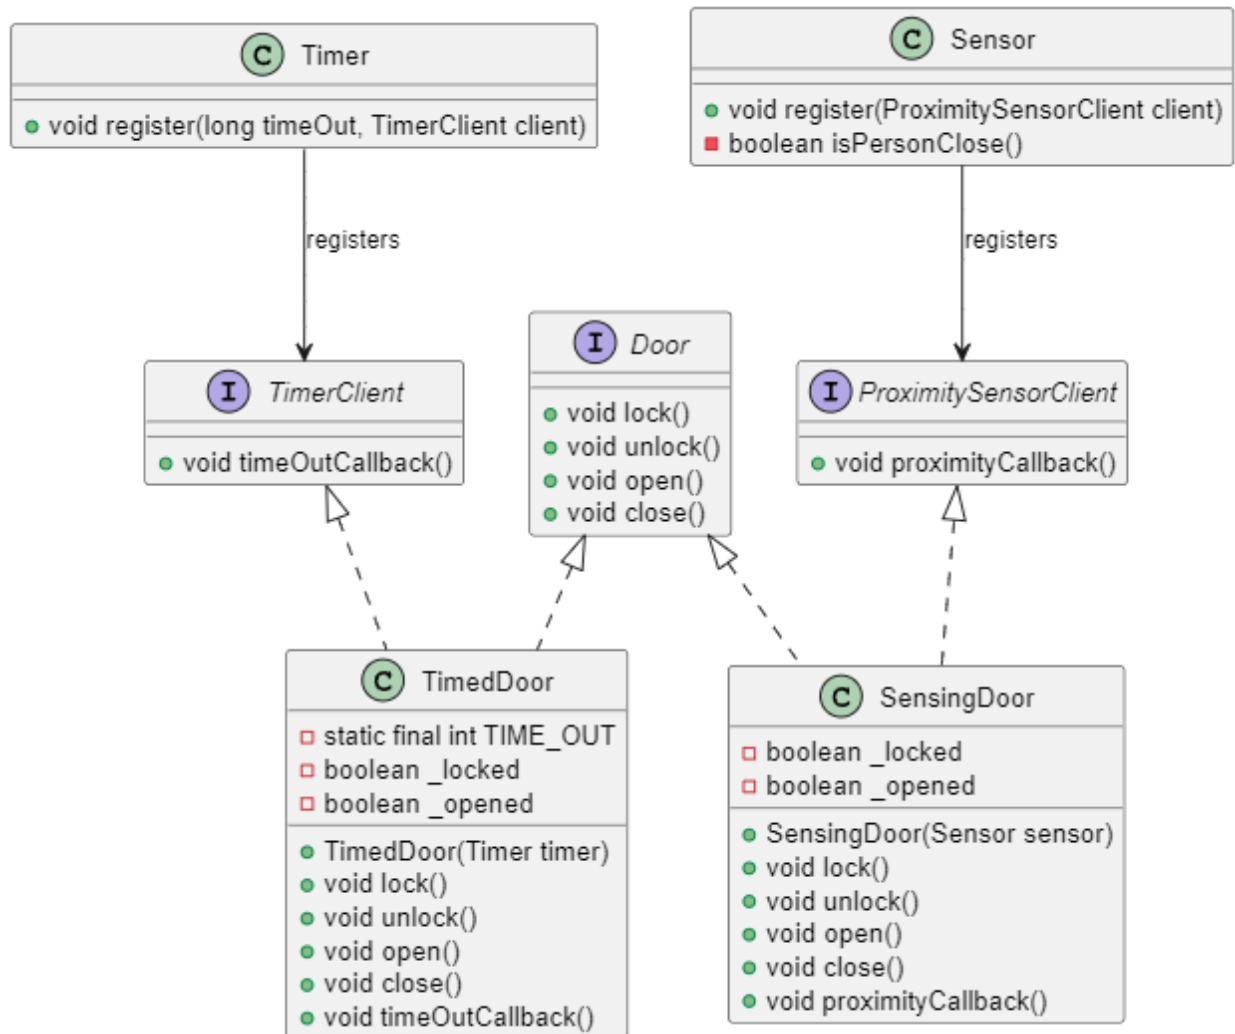 C Timer
void register(long timeOut, TimerClient client)
C Sensor
void register(ProximitySensorClient client)
boolean isPersonClose()
registers
registers
I TimerClient
void timeOutCallback()
I Door
void lock()
void unlock()
void open()
void close()
I ProximitySensorClient
void proximityCallback()
C TimedDoor
static final int TIME_OUT
boolean _locked
boolean _opened
TimedDoor(Timer timer)
void lock()
void unlock()
void open()
void close()
void timeOutCallback()
C SensingDoor
boolean _locked
boolean _opened
SensingDoor(Sensor sensor)
void lock()
void unlock()
void open()
void close()
void proximityCallback()